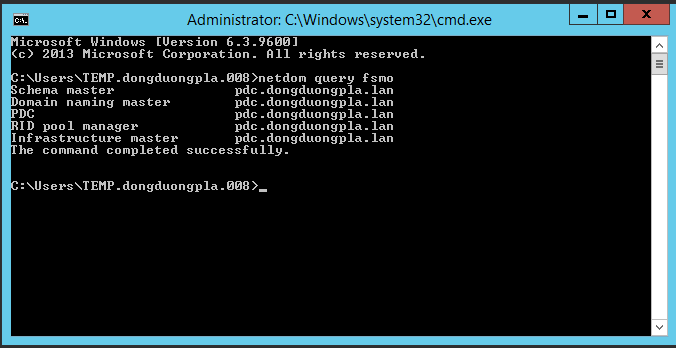 Administrator: C:\Windows\system32\cmd.exe
Microsoft Windows [Version 6.3.9600]
(c) 2013 Microsoft Corporation. All rights reserved.
C:\Users\TEMP.dongduongpla.008>netdom query fsmo
Schema master pdc.dongduongpla.lan
Domain naming master pdc.dongduongpla.lan
PDC pdc.dongduongpla.lan
RID pool manager pdc.dongduongpla.lan
Infrastructure master pdc.dongduongpla.lan
The command completed successfully.
C:\Users\TEMP.dongduongpla.008>_